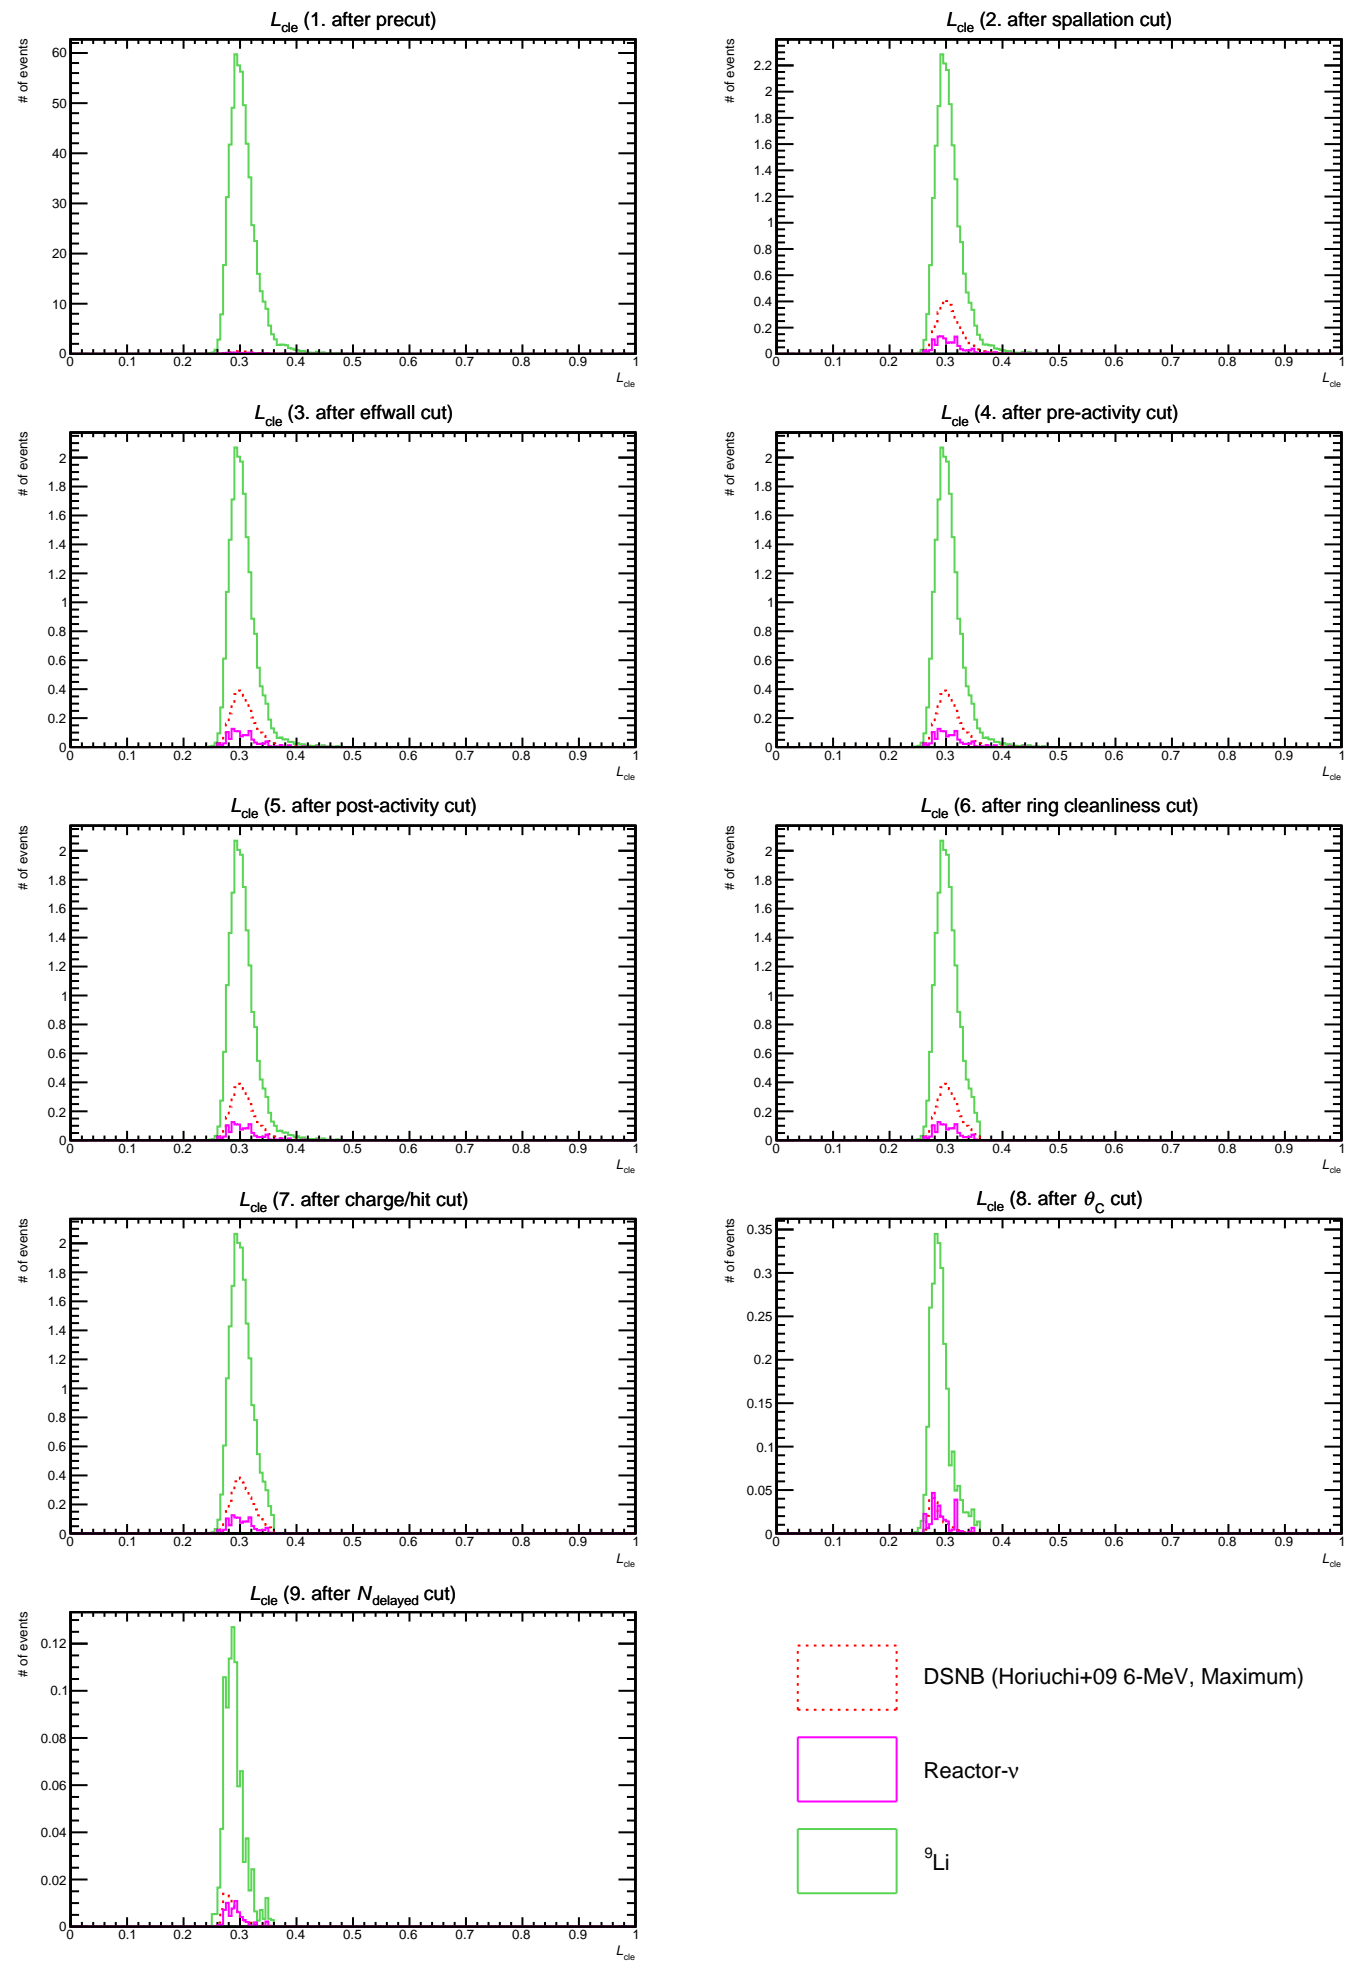 L_cle (1. after precut)
# of events
60
50
40
30
20
10
0
0 0.1 0.2 0.3 0.4 0.5 0.6 0.7 0.8 0.9 1
L_cle
L_cle (2. after spallation cut)
# of events
2.2
2
1.8
1.6
1.4
1.2
1
0.8
0.6
0.4
0.2
0
0 0.1 0.2 0.3 0.4 0.5 0.6 0.7 0.8 0.9 1
L_cle
L_cle (3. after effwall cut)
# of events
2
1.8
1.6
1.4
1.2
1
0.8
0.6
0.4
0.2
0
0 0.1 0.2 0.3 0.4 0.5 0.6 0.7 0.8 0.9 1
L_cle
L_cle (4. after pre-activity cut)
# of events
2
1.8
1.6
1.4
1.2
1
0.8
0.6
0.4
0.2
0
0 0.1 0.2 0.3 0.4 0.5 0.6 0.7 0.8 0.9 1
L_cle
L_cle (5. after post-activity cut)
# of events
2
1.8
1.6
1.4
1.2
1
0.8
0.6
0.4
0.2
0
0 0.1 0.2 0.3 0.4 0.5 0.6 0.7 0.8 0.9 1
L_cle
L_cle (6. after ring cleanliness cut)
# of events
2
1.8
1.6
1.4
1.2
1
0.8
0.6
0.4
0.2
0
0 0.1 0.2 0.3 0.4 0.5 0.6 0.7 0.8 0.9 1
L_cle
L_cle (7. after charge/hit cut)
# of events
2
1.8
1.6
1.4
1.2
1
0.8
0.6
0.4
0.2
0
0 0.1 0.2 0.3 0.4 0.5 0.6 0.7 0.8 0.9 1
L_cle
L_cle (8. after θ_C cut)
# of events
0.35
0.3
0.25
0.2
0.15
0.1
0.05
0
0 0.1 0.2 0.3 0.4 0.5 0.6 0.7 0.8 0.9 1
L_cle
L_cle (9. after N_delayed cut)
# of events
0.12
0.1
0.08
0.06
0.04
0.02
0
0 0.1 0.2 0.3 0.4 0.5 0.6 0.7 0.8 0.9 1
L_cle
DSNB (Horiuchi+09 6-MeV, Maximum)
Reactor-ν
⁹Li